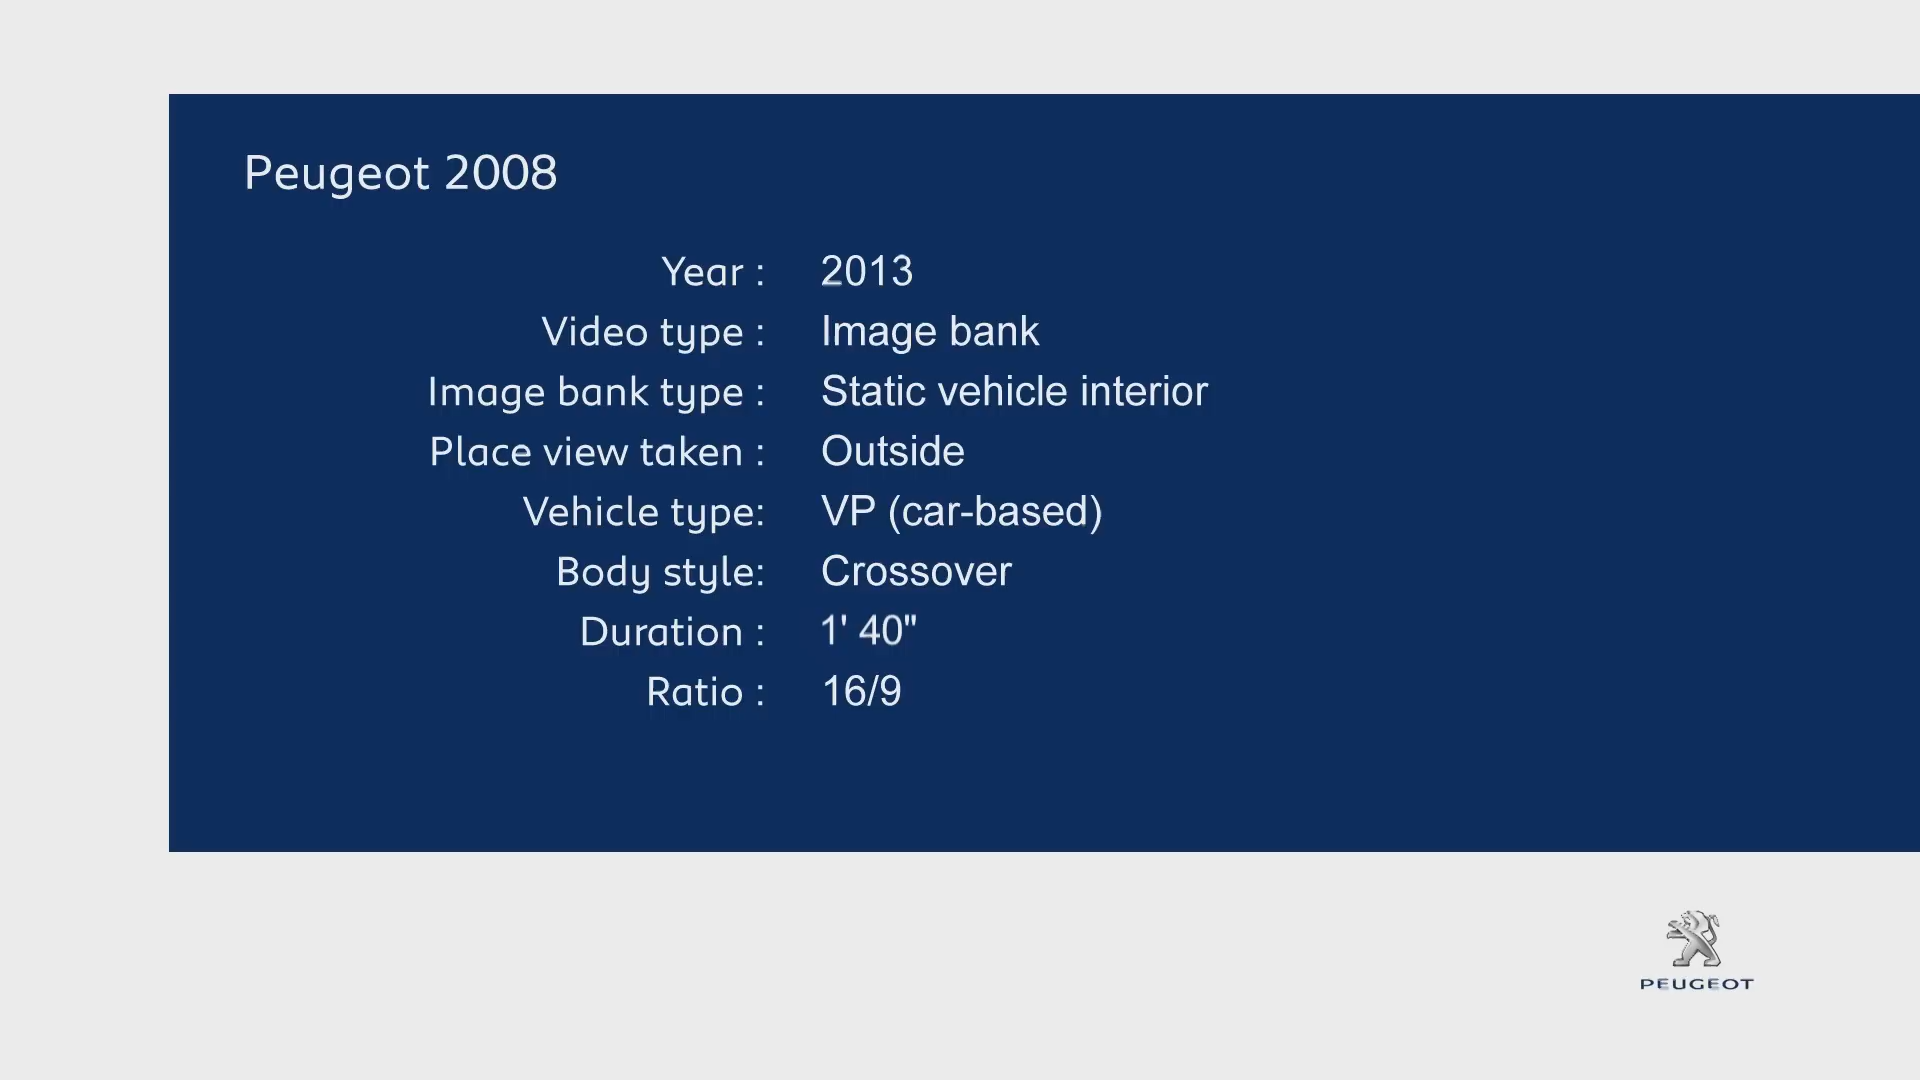 Peugeot 2008
Year : 2013
Video type : Image bank
Image bank type : Static vehicle interior
Place view taken : Outside
Vehicle type: VP (car-based)
Body style: Crossover
Duration : 1' 40"
Ratio : 16/9
PEUGEOT